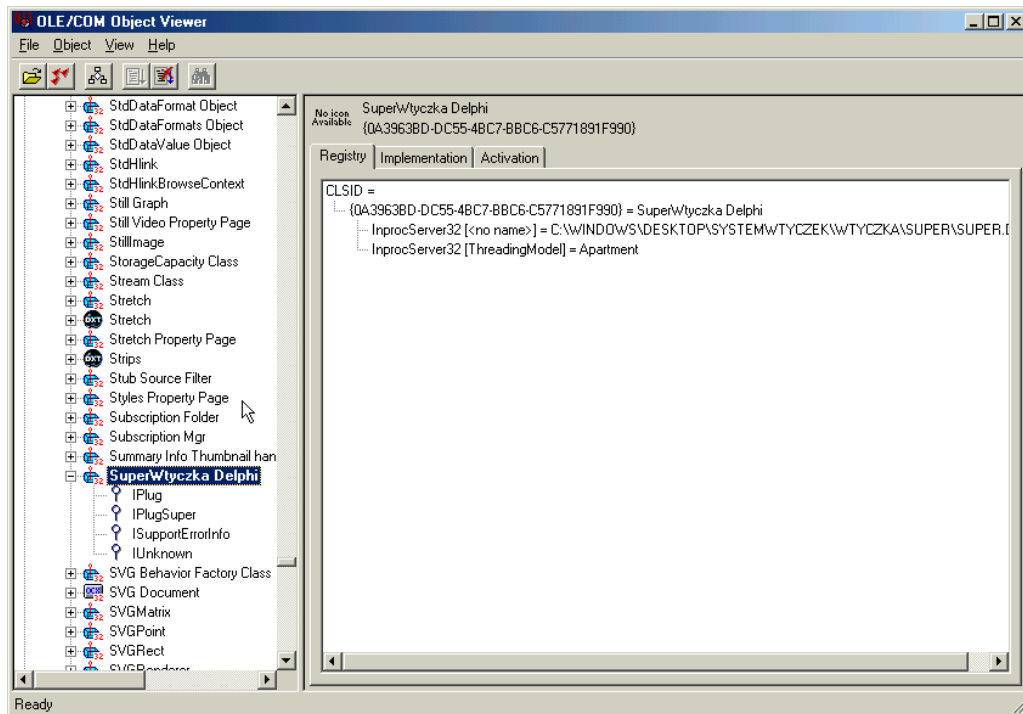 OLE/COM Object Viewer
File Object View Help
StdDataFormat Object
StdDataFormats Object
StdDataValue Object
StdHlink
StdHlinkBrowseContext
Still Graph
Still Video Property Page
StillImage
StorageCapacity Class
Stream Class
Stretch
Stretch
Stretch Property Page
Strips
Stub Source Filter
Styles Property Page
Subscription Folder
Subscription Mgr
Summary Info Thumbnail han
SuperWtyczka Delphi
IPlug
IPlugSuper
ISupportErrorInfo
IUnknown
SVG Behavior Factory Class
SVG Document
SVGMatrix
SVGPoint
SVGRect
SVGRenderer
No icon
Available
SuperWtyczka Delphi
{0A3963BD-DC55-4BC7-BBC6-C5771891F990}
Registry Implementation Activation
CLSID =
{0A3963BD-DC55-4BC7-BBC6-C5771891F990} = SuperWtyczka Delphi
InprocServer32 [<no name>] = C:\WINDOWS\DESKTOP\SYSTEMWTYCZEK\WTYCZKA\SUPER\SUPER.D
InprocServer32 [ThreadingModel] = Apartment
Ready